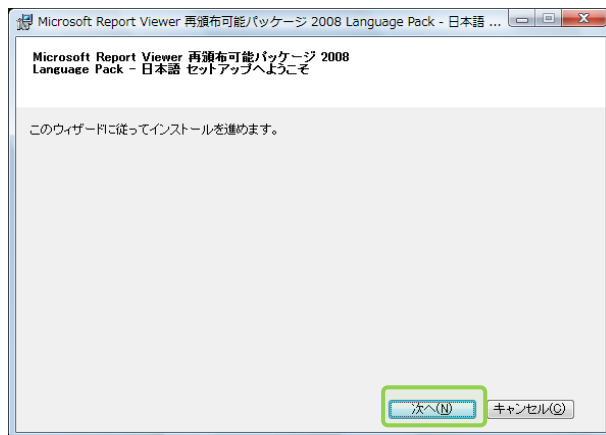 Microsoft Report Viewer 再頒布可能パッケージ 2008 Language Pack - 日本語 ...
Microsoft Report Viewer 再頒布可能パッケージ 2008
Language Pack - 日本語 セットアップへようこそ
このウィザードに従ってインストールを進めます。
次へ(N)
キャンセル(C)